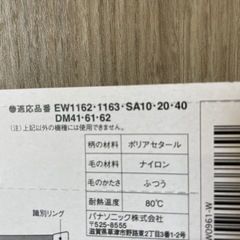 ●適応品番 EW1162・1163・SA10・20・40
DM41・61・62
(注)上記以外の機種には使用できません。
柄の材料 ポリアセタール
毛の材料 ナイロン
毛のかたさ ふつう
耐熱温度 80℃
パナソニック株式会社
〒525-8555
滋賀県草津市野路東2丁目3番1-2号
識別リング
W0961-W